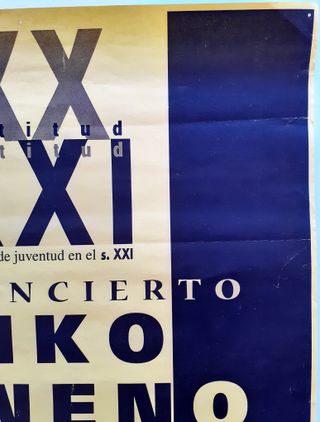 XX
titud
titud
XXI
de juventud en el s. XXI
NCIERTO
IKO
NENO